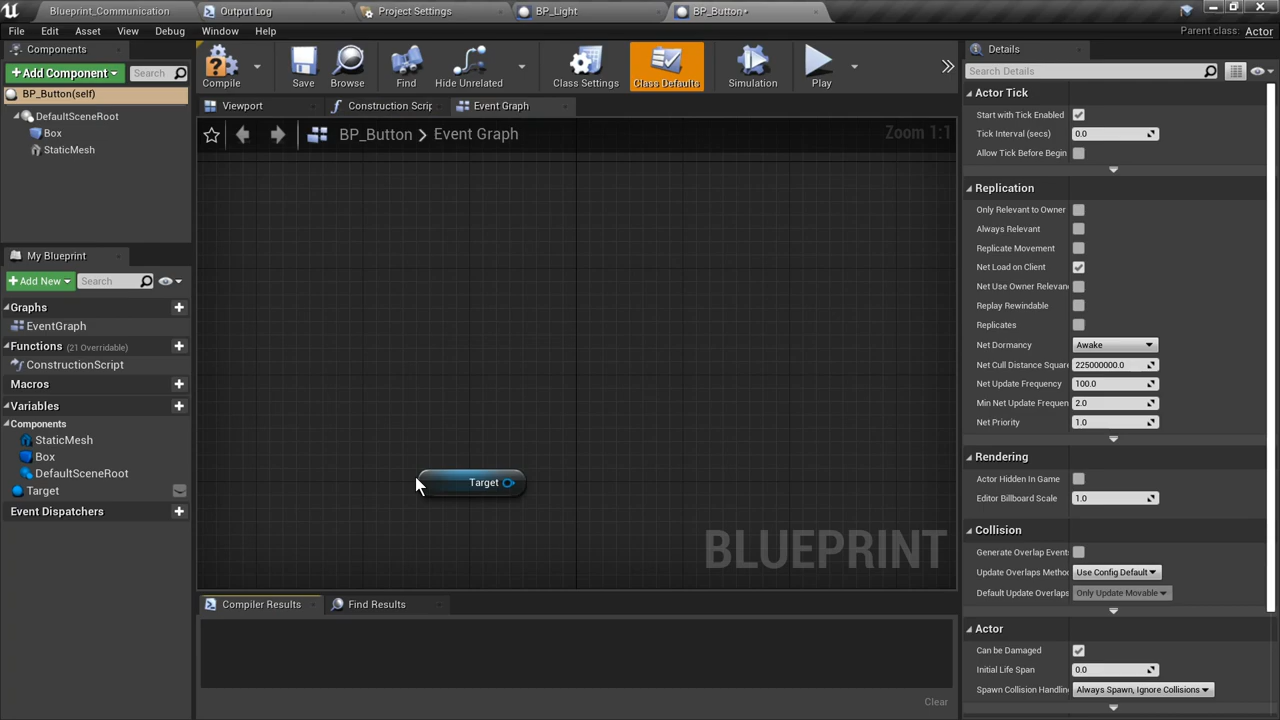 Blueprint_Communication
Output Log
Project Settings
BP_Light
BP_Button*
File Edit Asset View Debug Window Help
Parent class: Actor
Components
Add Component
Search
BP_Button(self)
DefaultSceneRoot
Box
StaticMesh
Compile
Save
Browse
Find
Hide Unrelated
Class Settings
Class Defaults
Simulation
Play
Viewport
Construction Scrip
Event Graph
BP_Button > Event Graph
Zoom 1:1
My Blueprint
Add New
Search
Graphs
EventGraph
Functions (21 Overridable)
ConstructionScript
Macros
Variables
Components
StaticMesh
Box
DefaultSceneRoot
Target
Event Dispatchers
Target
BLUEPRINT
Compiler Results
Find Results
Clear
Details
Search Details
Actor Tick
Start with Tick Enabled
Tick Interval (secs) 0.0
Allow Tick Before Begin
Replication
Only Relevant to Owner
Always Relevant
Replicate Movement
Net Load on Client
Net Use Owner Relevan
Replay Rewindable
Replicates
Net Dormancy Awake
Net Cull Distance Squar 225000000.0
Net Update Frequency 100.0
Min Net Update Frequen 2.0
Net Priority 1.0
Rendering
Actor Hidden In Game
Editor Billboard Scale 1.0
Collision
Generate Overlap Event
Update Overlaps Metho Use Config Default
Default Update Overlaps Only Update Movable
Actor
Can be Damaged
Initial Life Span 0.0
Spawn Collision Handlin Always Spawn, Ignore Collisions